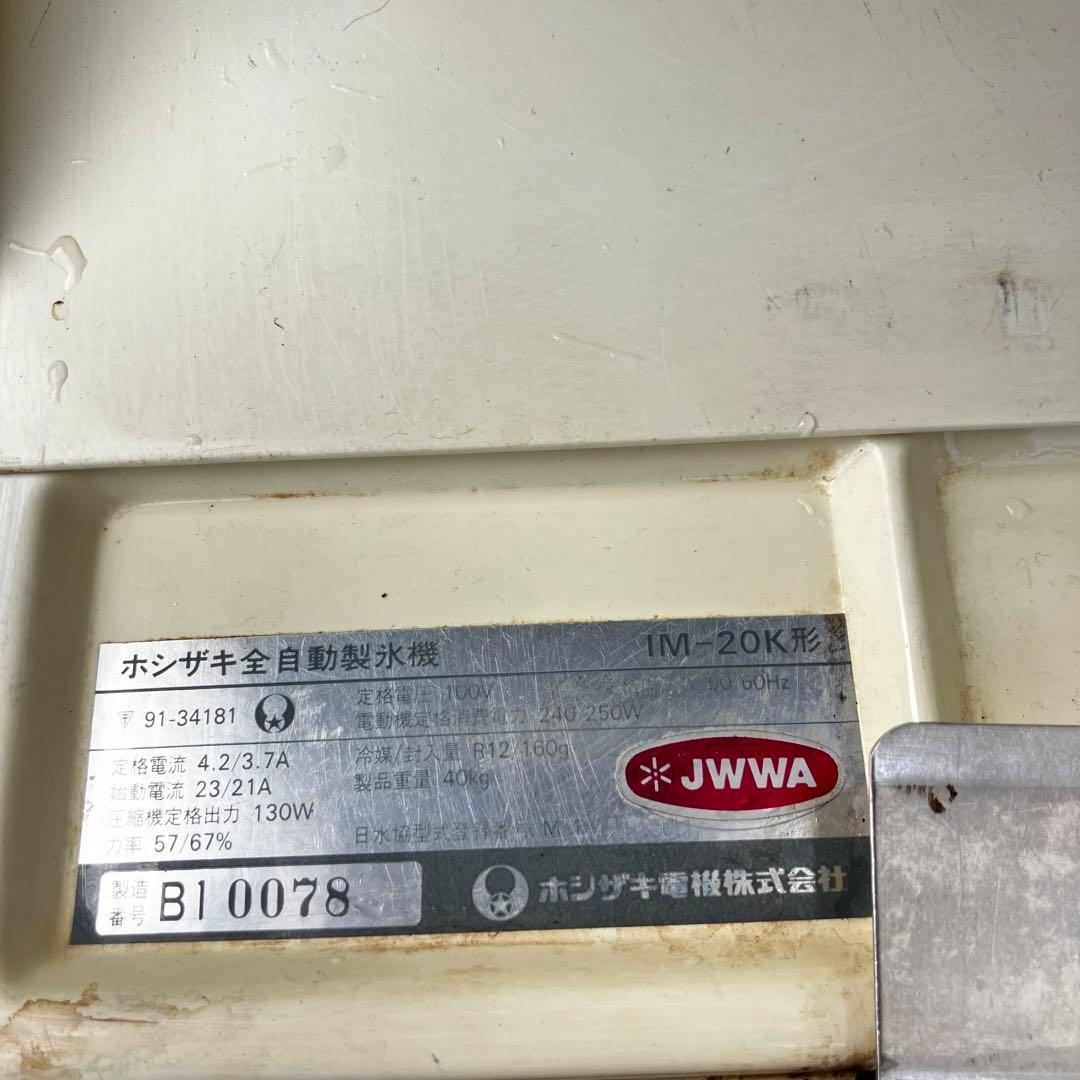 ホシザキ全自動製氷機
IM-20K形
〒 91-34181
定格電圧 100V
60Hz
電動機定格消費電力 240/250W
定格電流 4.2/3.7A
始動電流 23/21A
圧縮機定格出力 130W
力率 57/67%
冷媒/封入量 R12 160g
製品重量 40kg
日水協型式登録番号 M
JWWA
製造番号 B10078
ホシザキ電機株式会社